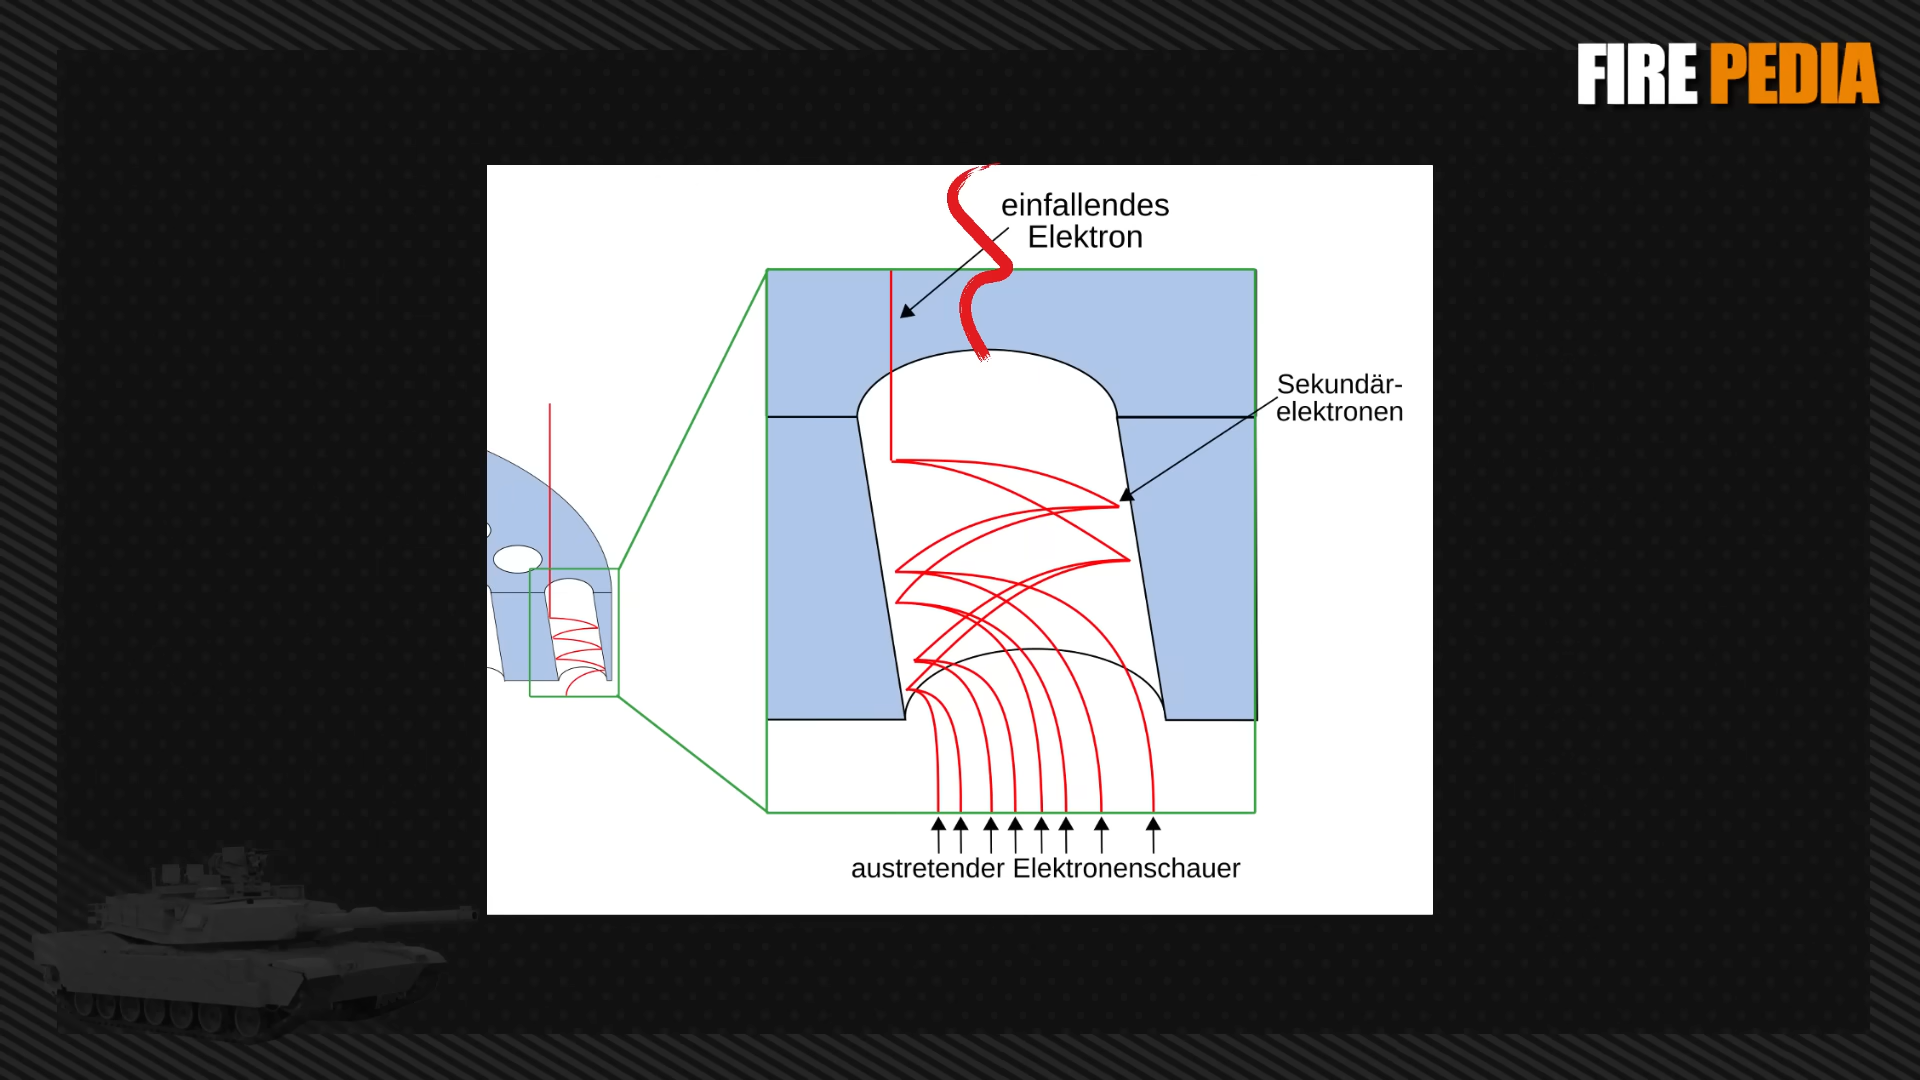 FIRE PEDIA
einfallendes
Elektron
Sekundär-
elektronen
austretender Elektronenschauer